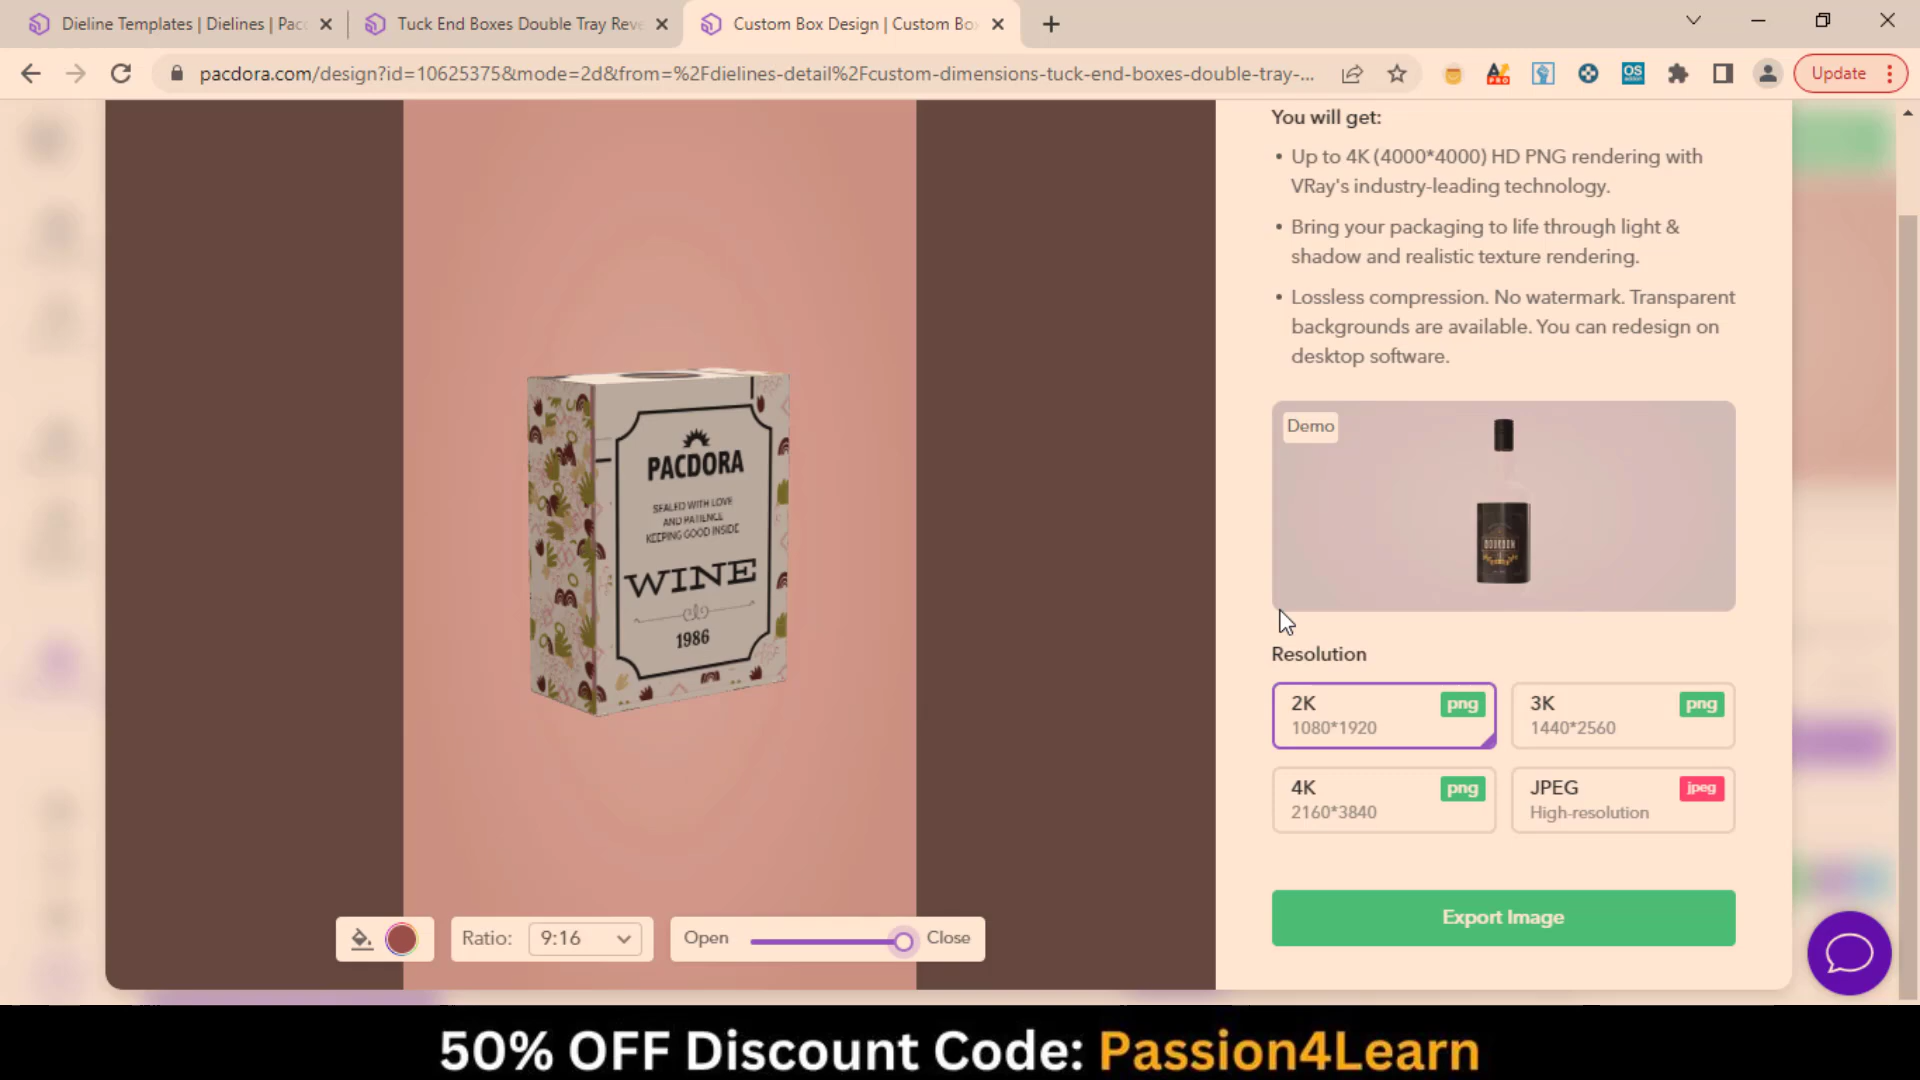 Dieline Templates | Dielines | Pac
Tuck End Boxes Double Tray Reve
Custom Box Design | Custom Bo
pacdora.com/design?id=10625375&mode=2d&from=%2Fdielines-detail%2Fcustom-dimensions-tuck-end-boxes-double-tray-...
Update
You will get:
• Up to 4K (4000*4000) HD PNG rendering with
VRay's industry-leading technology.
• Bring your packaging to life through light &
shadow and realistic texture rendering.
• Lossless compression. No watermark. Transparent
backgrounds are available. You can redesign on
desktop software.
Demo
BOURBON
PACDORA
SEALED WITH LOVE
AND PATIENCE
KEEPING GOOD INSIDE
WINE
1986
Resolution
2K png
1080*1920
3K png
1440*2560
4K png
2160*3840
JPEG jpeg
High-resolution
Export Image
Ratio: 9:16
Open Close
50% OFF Discount Code: Passion4Learn